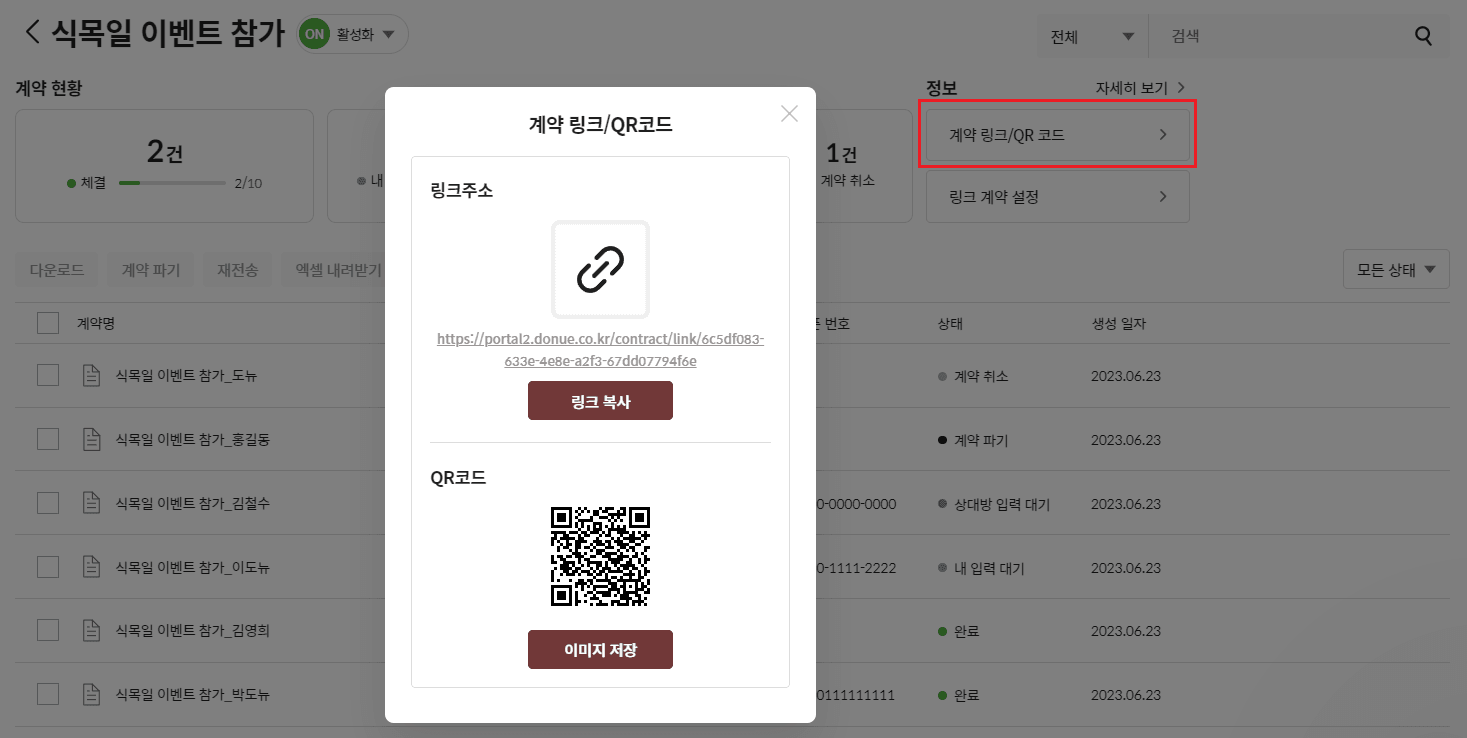 식목일 이벤트 참가
ON 활성화
전체
검색
계약 현황
정보
자세히 보기
2건
체결
2/10
내
1건
계약 취소
계약 링크/QR 코드
링크 계약 설정
계약 링크/QR코드
링크주소
https://portal2.donue.co.kr/contract/link/6c5df083-
633e-4e8e-a2f3-67dd07794f6e
링크 복사
QR코드
이미지 저장
다운로드
계약 파기
재전송
엑셀 내려받기
모든 상태
계약명
번호
상태
생성 일자
식목일 이벤트 참가_도뉴
계약 취소
2023.06.23
식목일 이벤트 참가_홍길동
계약 파기
2023.06.23
식목일 이벤트 참가_김철수
0-0000-0000
상대방 입력 대기
2023.06.23
식목일 이벤트 참가_이도뉴
0-1111-2222
내 입력 대기
2023.06.23
식목일 이벤트 참가_김영희
완료
2023.06.23
식목일 이벤트 참가_박도뉴
0111111111
완료
2023.06.23